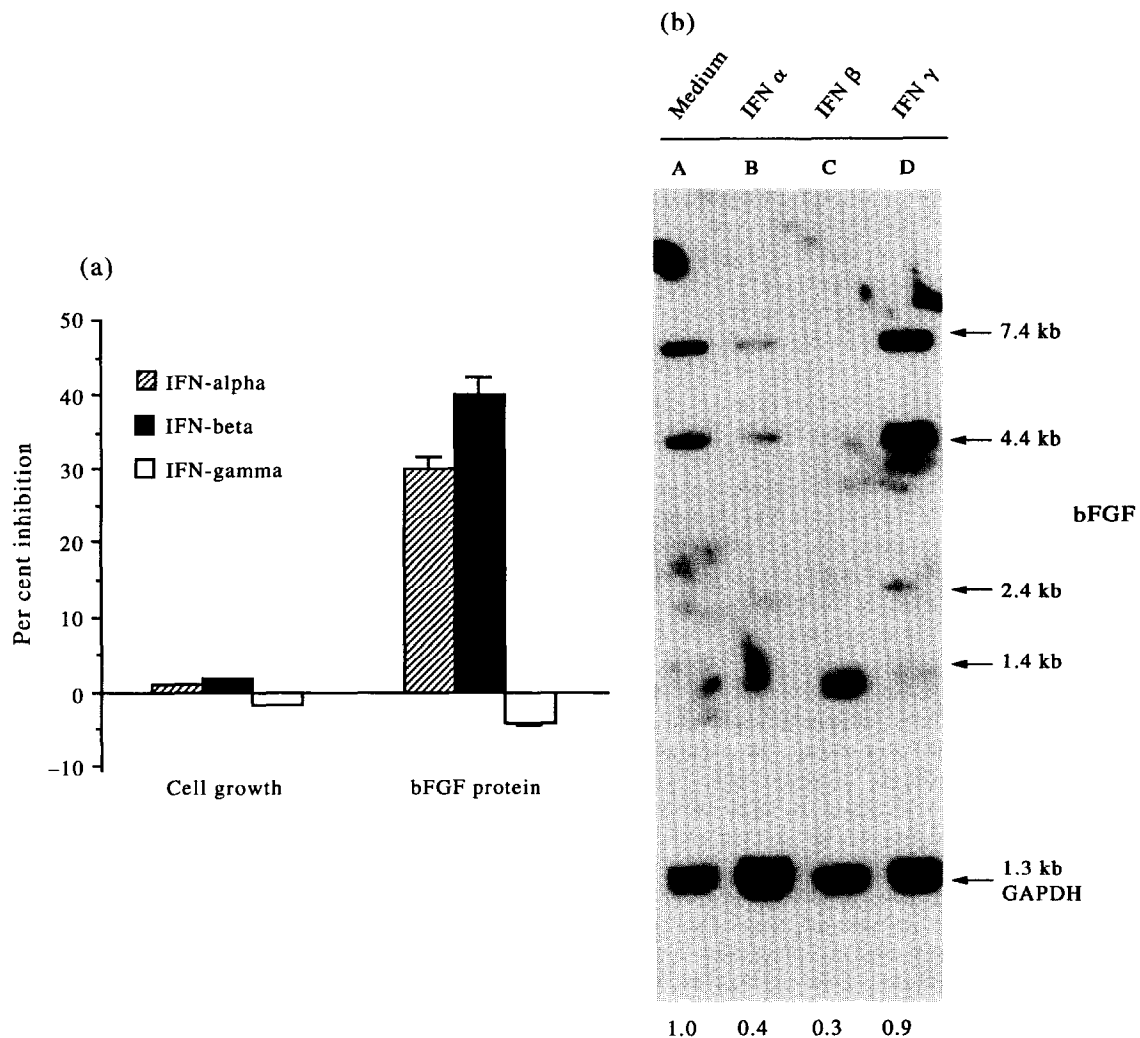 (a)
50
40
30
20
10
0
−10
Per cent inhibition
IFN-alpha
IFN-beta
IFN-gamma
Cell growth
bFGF protein
(b)
Medium
IFN α
IFN β
IFN γ
A B C D
7.4 kb
4.4 kb
bFGF
2.4 kb
1.4 kb
1.3 kb
GAPDH
1.0 0.4 0.3 0.9